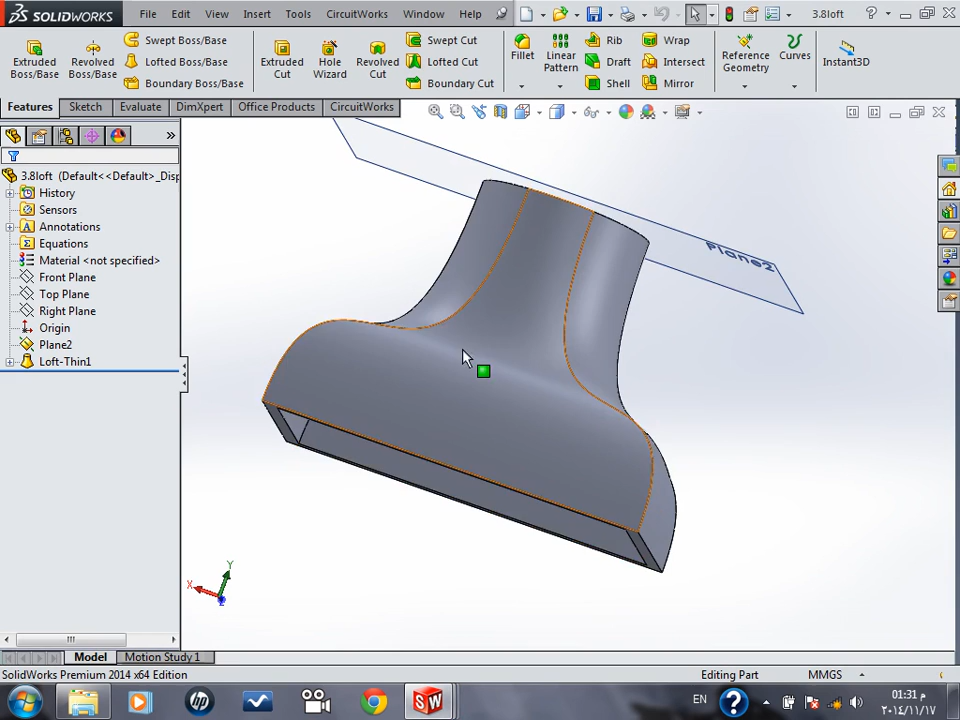 SOLIDWORKS File Edit View Insert Tools CircuitWorks Window Help 3.8loft
Extruded Boss/Base
Revolved Boss/Base
Swept Boss/Base
Lofted Boss/Base
Boundary Boss/Base
Extruded Cut
Hole Wizard
Revolved Cut
Swept Cut
Lofted Cut
Boundary Cut
Fillet
Linear Pattern
Rib
Draft
Shell
Wrap
Intersect
Mirror
Reference Geometry
Curves
Instant3D
Features Sketch Evaluate DimXpert Office Products CircuitWorks
3.8loft (Default<<Default>_Disp
History
Sensors
Annotations
Equations
Material <not specified>
Front Plane
Top Plane
Right Plane
Origin
Plane2
Loft-Thin1
Plane2
Y
X
Z
Model Motion Study 1
SolidWorks Premium 2014 x64 Edition Editing Part MMGS
EN 01:31 م
٢٠١٤/١١/١٧